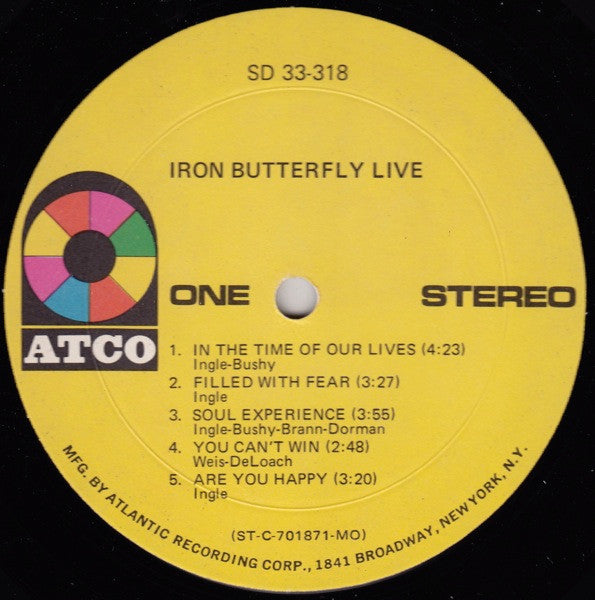 SD 33-318
IRON BUTTERFLY LIVE
ATCO
ONE STEREO
1. IN THE TIME OF OUR LIVES (4:23)
Ingle-Bushy
2. FILLED WITH FEAR (3:27)
Ingle
3. SOUL EXPERIENCE (3:55)
Ingle-Bushy-Brann-Dorman
4. YOU CAN'T WIN (2:48)
Weis-DeLoach
5. ARE YOU HAPPY (3:20)
Ingle
(ST-C-701871-MO)
MFG. BY ATLANTIC RECORDING CORP., 1841 BROADWAY, NEW YORK, N.Y.